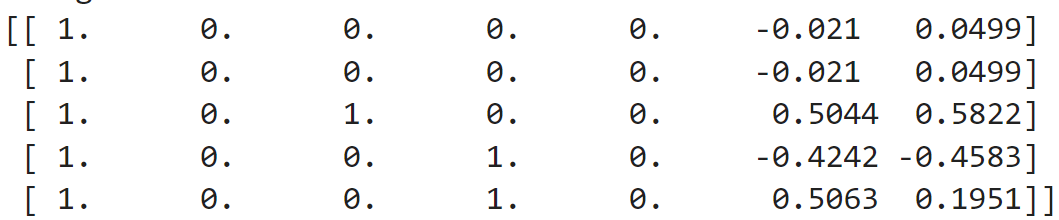 [[ 1. 0. 0. 0. 0. -0.021 0.0499]
[ 1. 0. 0. 0. 0. -0.021 0.0499]
[ 1. 0. 1. 0. 0. 0.5044 0.5822]
[ 1. 0. 0. 1. 0. -0.4242 -0.4583]
[ 1. 0. 0. 1. 0. 0.5063 0.1951]]